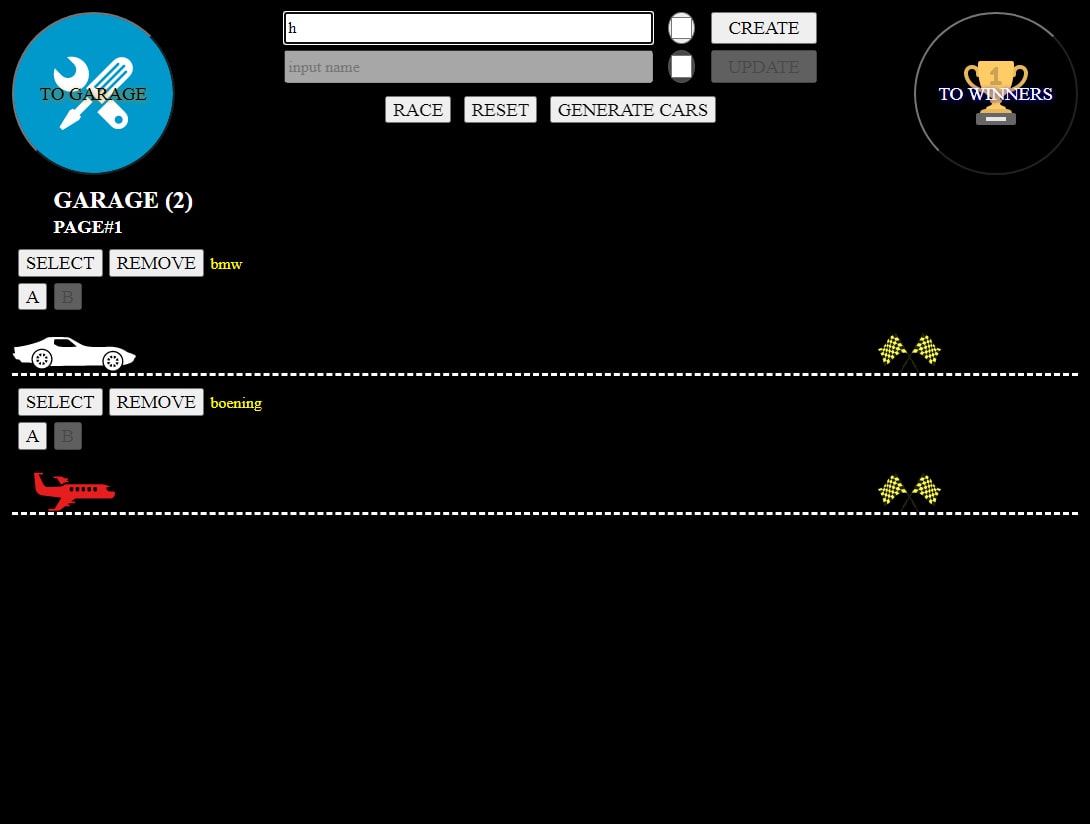 h
CREATE
TO GARAGE
input name
UPDATE
1
TO WINNERS
RACE RESET GENERATE CARS
GARAGE (2)
PAGE#1
SELECT REMOVE bmw
A B
SELECT REMOVE boening
A B